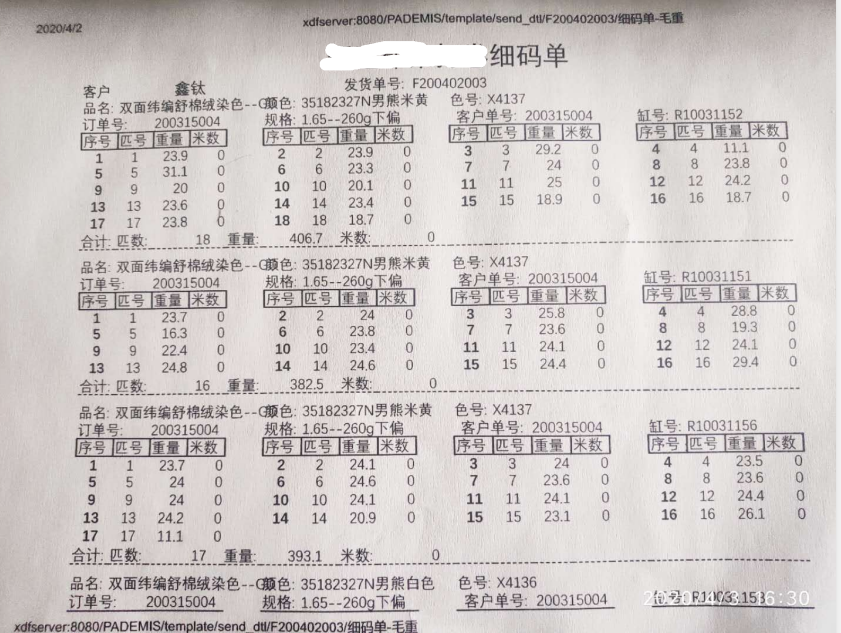 2020/4/2 xdfserver:8080/PADEMIS/template/send_dtl/F200402003/细码单-毛重
细码单
客户 鑫钛 发货单号: F200402003
品名: 双面纬编舒棉绒染色-- 颜色: 35182327N男熊米黄 色号: X4137
订单号: 200315004 规格: 1.65--260g下偏 客户单号: 200315004 缸号: R10031152
序号 匹号 重量 米数 序号 匹号 重量 米数 序号 匹号 重量 米数 序号 匹号 重量 米数
1 1 23.9 0 2 2 23.9 0 3 3 29.2 0 4 4 11.1 0
5 5 31.1 0 6 6 23.3 0 7 7 24 0 8 8 23.8 0
9 9 20 0 10 10 20.1 0 11 11 25 0 12 12 24.2 0
13 13 23.6 0 14 14 23.4 0 15 15 18.9 0 16 16 18.7 0
17 17 23.8 0 18 18 18.7 0
合计: 匹数: 18 重量: 406.7 米数: 0
品名: 双面纬编舒棉绒染色-- 颜色: 35182327N男熊米黄 色号: X4137
订单号: 200315004 规格: 1.65--260g下偏 客户单号: 200315004 缸号: R10031151
序号 匹号 重量 米数 序号 匹号 重量 米数 序号 匹号 重量 米数 序号 匹号 重量 米数
1 1 23.7 0 2 2 24 0 3 3 25.8 0 4 4 28.8 0
5 5 16.3 0 6 6 23.8 0 7 7 23.6 0 8 8 19.3 0
9 9 22.4 0 10 10 23.4 0 11 11 24.1 0 12 12 24.1 0
13 13 24.8 0 14 14 24.6 0 15 15 24.4 0 16 16 29.4 0
合计: 匹数: 16 重量: 382.5 米数: 0
品名: 双面纬编舒棉绒染色-- 颜色: 35182327N男熊米黄 色号: X4137
订单号: 200315004 规格: 1.65--260g下偏 客户单号: 200315004 缸号: R10031156
序号 匹号 重量 米数 序号 匹号 重量 米数 序号 匹号 重量 米数 序号 匹号 重量 米数
1 1 23.7 0 2 2 24.1 0 3 3 24 0 4 4 23.5 0
5 5 24 0 6 6 24.6 0 7 7 23.6 0 8 8 23.6 0
9 9 24 0 10 10 24.1 0 11 11 24.1 0 12 12 24.4 0
13 13 24.2 0 14 14 20.9 0 15 15 23.1 0 16 16 26.1 0
17 17 11.1 0
合计: 匹数: 17 重量: 393.1 米数: 0
品名: 双面纬编舒棉绒染色-- 颜色: 35182327N男熊白色 色号: X4136
订单号: 200315004 规格: 1.65--260g下偏 客户单号: 200315004 缸号:
2020/4/3 16:30
xdfserver:8080/PADEMIS/template/send_dtl/F200402003/细码单-毛重